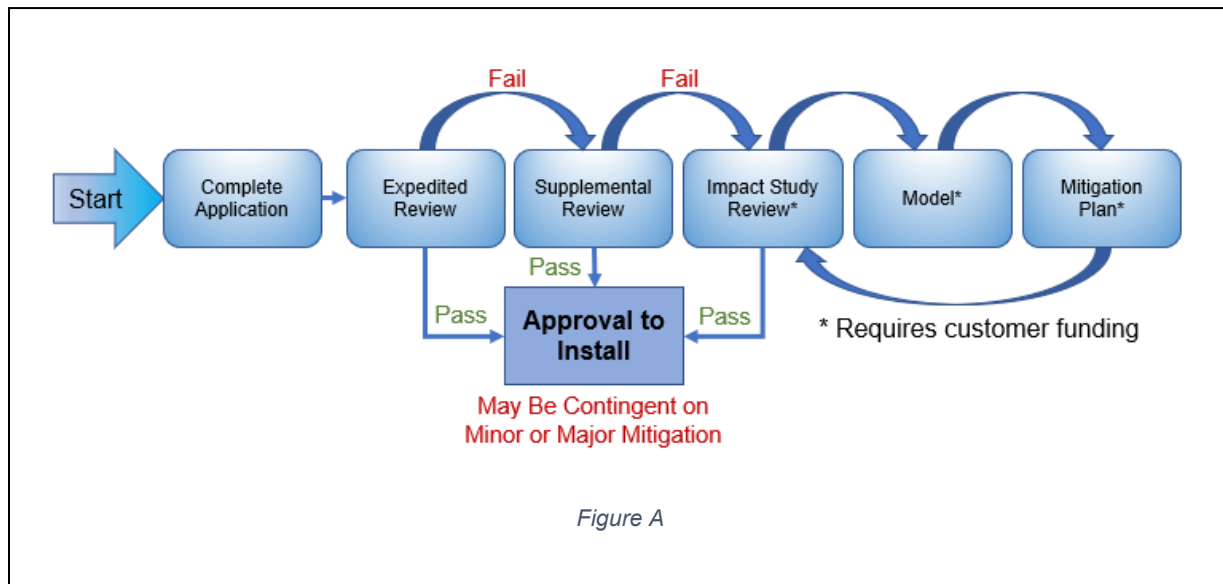 Fail
Fail
Start
Complete
Application
Expedited
Review
Supplemental
Review
Impact Study
Review*
Model*
Mitigation
Plan*
Pass
Pass
Pass
Approval to
Install
* Requires customer funding
May Be Contingent on
Minor or Major Mitigation
Figure A